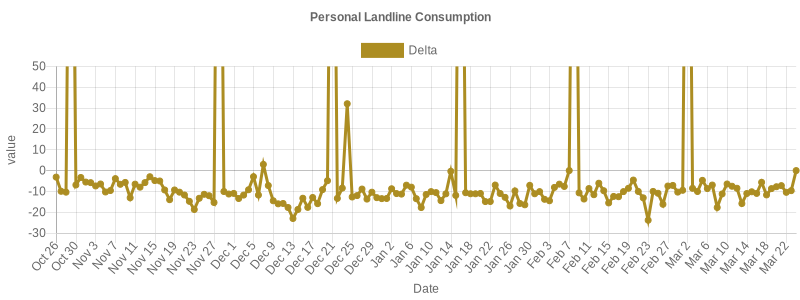 Personal Landline Consumption
Delta
50
40
30
20
10
0
-10
-20
-30
value
Oct 26
Oct 30
Nov 3
Nov 7
Nov 11
Nov 15
Nov 19
Nov 23
Nov 27
Dec 1
Dec 5
Dec 9
Dec 13
Dec 17
Dec 21
Dec 25
Dec 29
Jan 2
Jan 6
Jan 10
Jan 14
Jan 18
Jan 22
Jan 26
Jan 30
Feb 3
Feb 7
Feb 11
Feb 15
Feb 19
Feb 23
Feb 27
Mar 2
Mar 6
Mar 10
Mar 14
Mar 18
Mar 22
Date